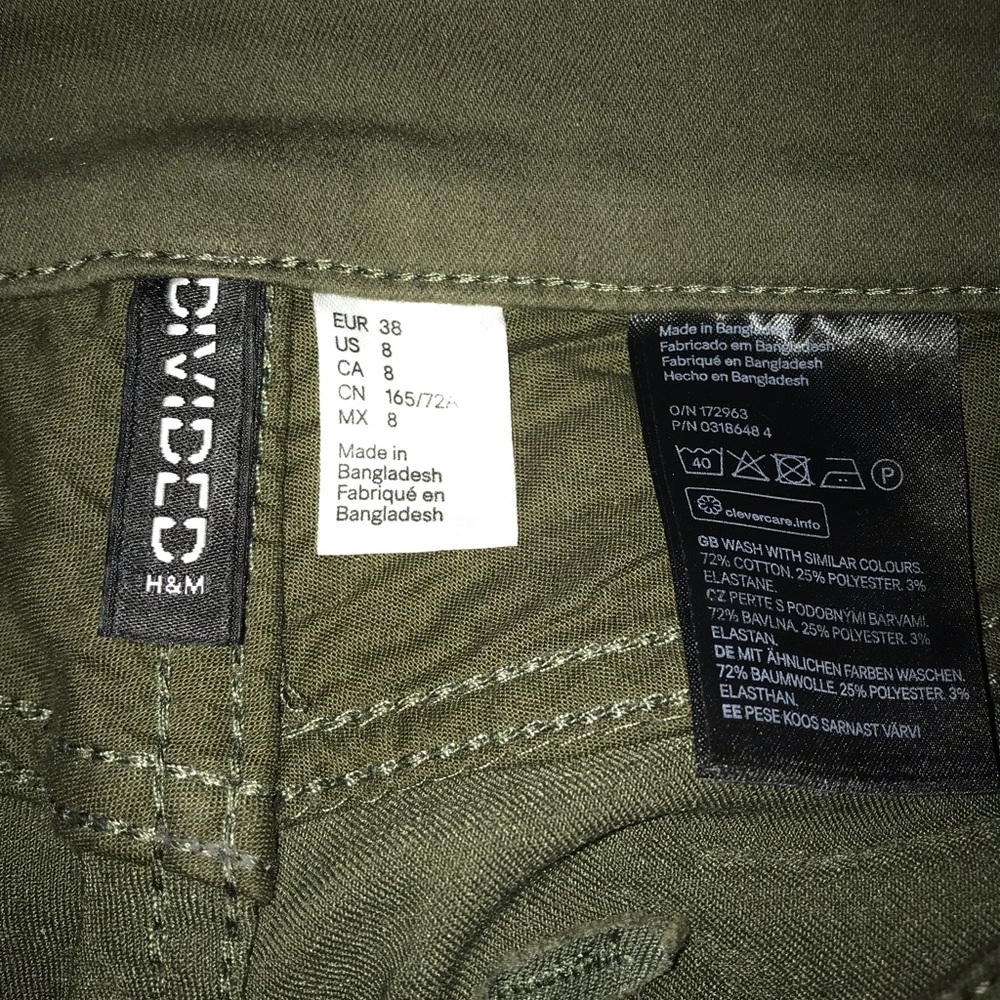 DIVIDED
H&M
EUR 38
US 8
CA 8
CN 165/72A
MX 8
Made in
Bangladesh
Fabriqué en
Bangladesh
Made in Bangladesh
Fabricado em Bangladesh
Fabriqué en Bangladesh
Hecho en Bangladesh
O/N 172963
P/N 0318648 4
40
P
clevercare.info
GB WASH WITH SIMILAR COLOURS.
72% COTTON. 25% POLYESTER. 3%
ELASTANE.
CZ PERTE S PODOBNÝMI BARVAMI.
72% BAVLNA. 25% POLYESTER. 3%
ELASTAN.
DE MIT ÄHNLICHEN FARBEN WASCHEN.
72% BAUMWOLLE. 25% POLYESTER. 3%
ELASTHAN.
EE PESE KOOS SARNAST VÄRVI